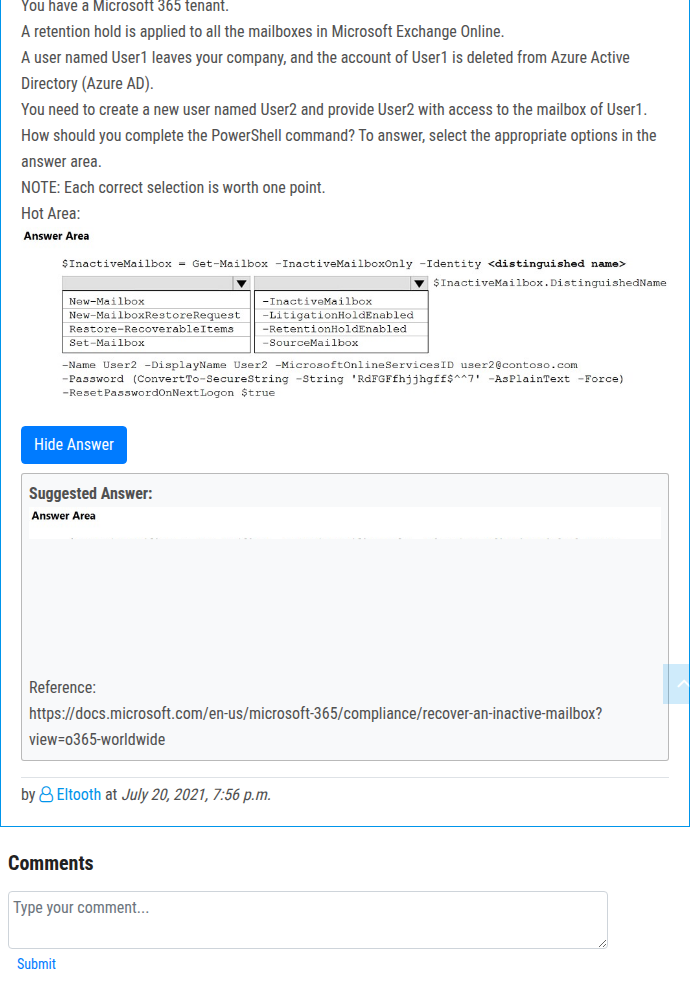 You have a Microsoft 365 tenant.
A retention hold is applied to all the mailboxes in Microsoft Exchange Online.
A user named User1 leaves your company, and the account of User1 is deleted from Azure Active
Directory (Azure AD).
You need to create a new user named User2 and provide User2 with access to the mailbox of User1.
How should you complete the PowerShell command? To answer, select the appropriate options in the
answer area.
NOTE: Each correct selection is worth one point.
Hot Area:
Answer Area
$InactiveMailbox = Get-Mailbox -InactiveMailboxOnly -Identity <distinguished name>
$InactiveMailbox.DistinguishedName
New-Mailbox
New-MailboxRestoreRequest
Restore-RecoverableItems
Set-Mailbox
-InactiveMailbox
-LitigationHoldEnabled
-RetentionHoldEnabled
-SourceMailbox
-Name User2 -DisplayName User2 -MicrosoftOnlineServicesID user2@contoso.com
-Password (ConvertTo-SecureString -String 'RdFGFfhjjhgff$^^7' -AsPlainText -Force)
-ResetPasswordOnNextLogon $true
Hide Answer
Suggested Answer:
Answer Area
Reference:
https://docs.microsoft.com/en-us/microsoft-365/compliance/recover-an-inactive-mailbox?
view=o365-worldwide
by Eltooth at July 20, 2021, 7:56 p.m.
Comments
Type your comment...
Submit